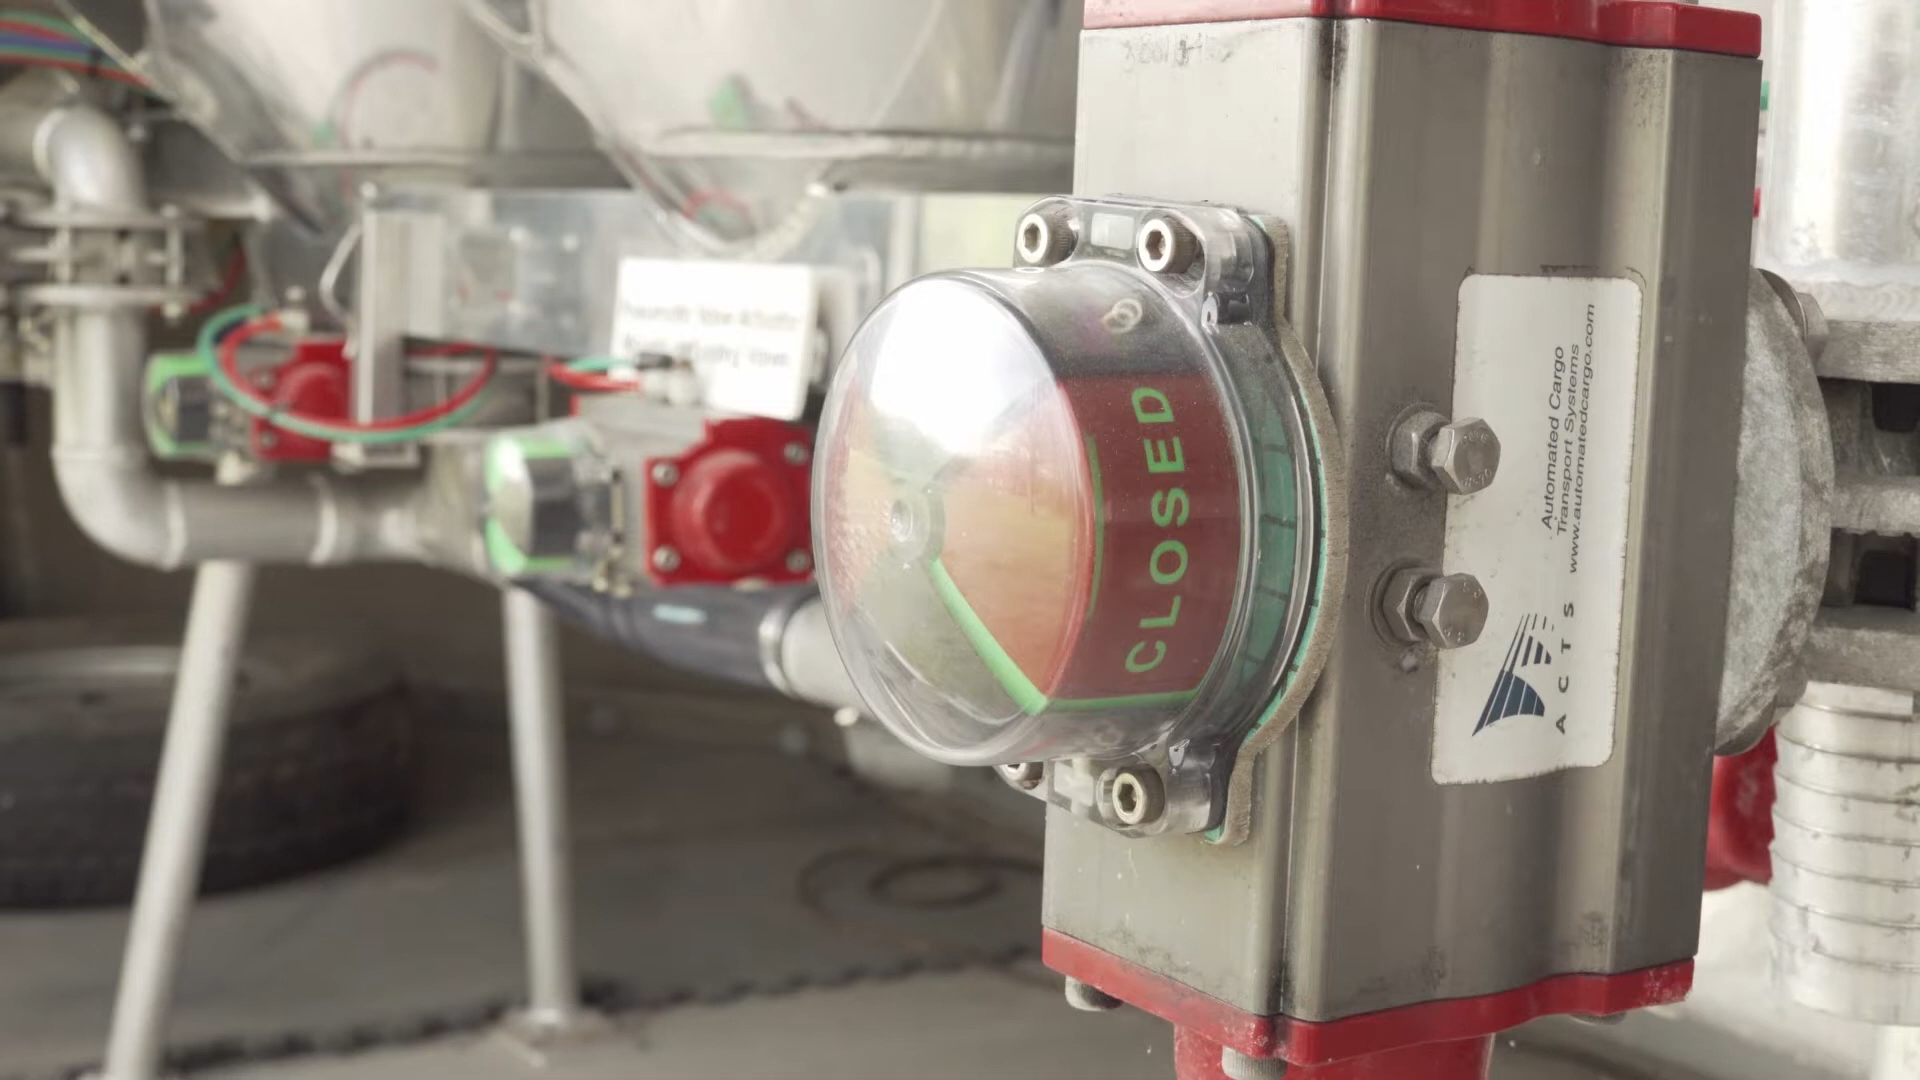 CLOSED
Automated Cargo
Transport Systems
www.automatedcargo.com
ACTS